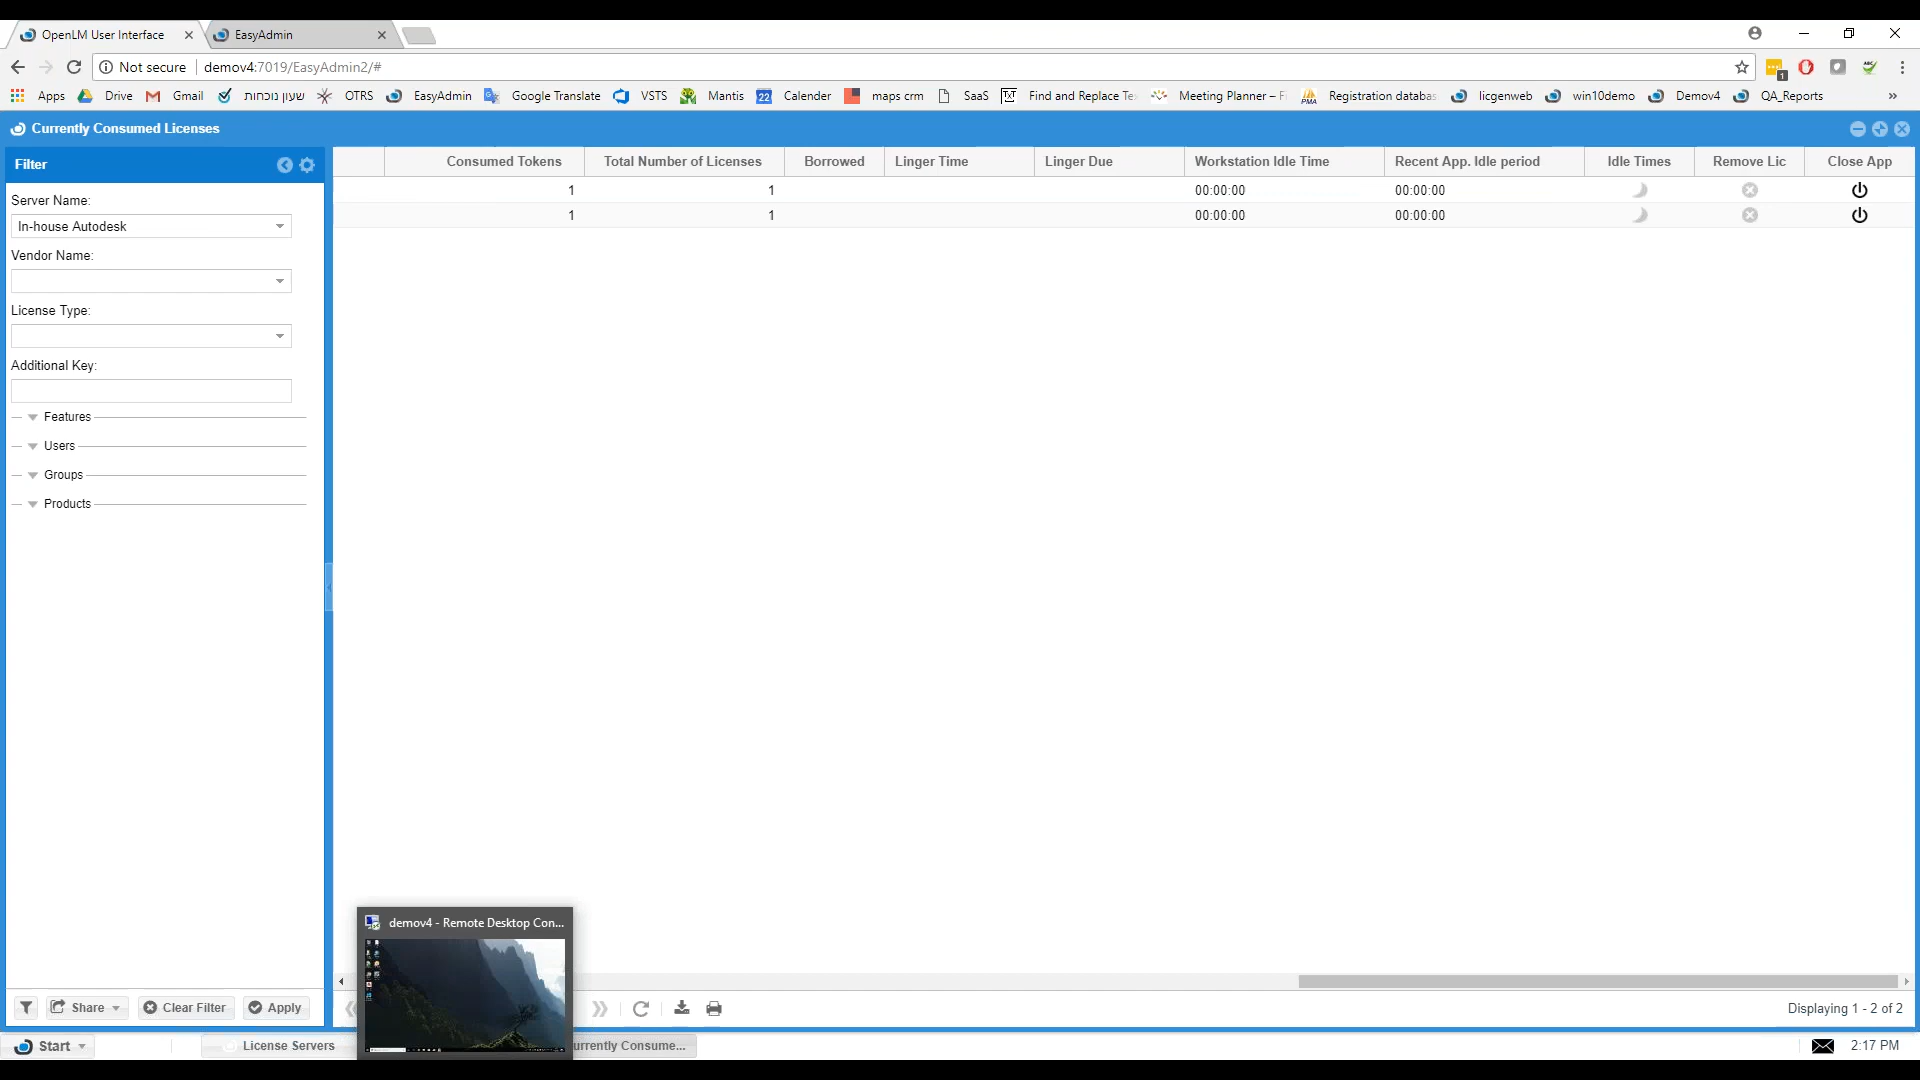 OpenLM User Interface
EasyAdmin
Not secure demov4:7019/EasyAdmin2/#
1
Apps Drive Gmail שעון נוכחות OTRS EasyAdmin Google Translate VSTS Mantis 22 Calender maps crm SaaS TXT Find and Replace Te Meeting Planner – F PMA Registration databas licgenweb win10demo Demov4 QA_Reports »
Currently Consumed Licenses
Filter
Server Name:
In-house Autodesk
Vendor Name:
License Type:
Additional Key:
Features
Users
Groups
Products
Share
Clear Filter
Apply
Consumed Tokens Total Number of Licenses Borrowed Linger Time Linger Due Workstation Idle Time Recent App. Idle period Idle Times Remove Lic Close App
1 1 00:00:00 00:00:00
1 1 00:00:00 00:00:00
demov4 - Remote Desktop Con...
Displaying 1 - 2 of 2
Start
License Servers
urrently Consume...
2:17 PM